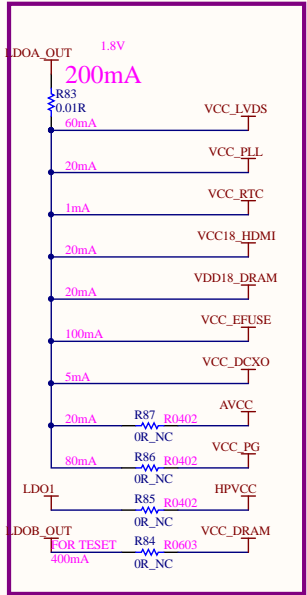 1.8V
LDOA_OUT
200mA
R83
0.01R
VCC_LVDS
60mA
VCC_PLL
20mA
VCC_RTC
1mA
VCC18_HDMI
20mA
VDD18_DRAM
20mA
VCC_EFUSE
100mA
VCC_DCXO
5mA
AVCC
20mA R87 R0402
0R_NC
VCC_PG
80mA R86 R0402
0R_NC
LDO1 R85 R0402 HPVCC
0R_NC
LDOB_OUT VCC_DRAM
FOR TESET R84 R0603
400mA 0R_NC